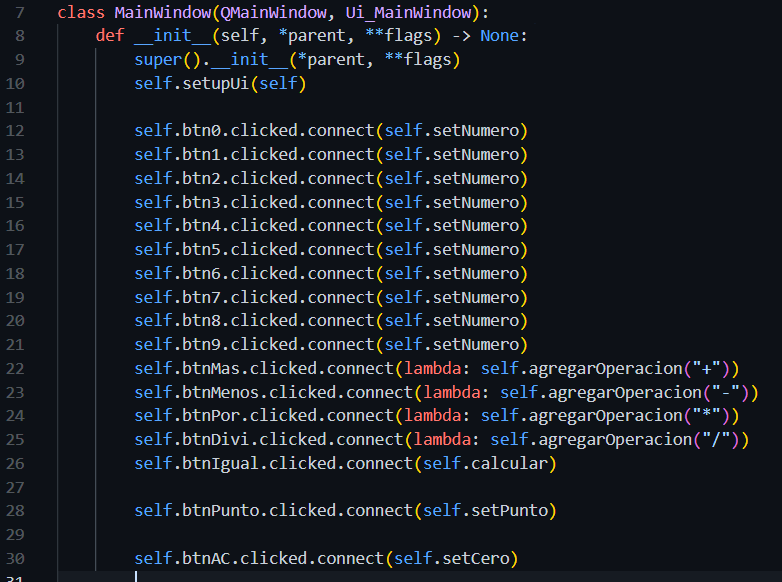 7 class MainWindow(QMainWindow, Ui_MainWindow):
8     def __init__(self, *parent, **flags) -> None:
9         super().__init__(*parent, **flags)
10         self.setupUi(self)
11
12         self.btn0.clicked.connect(self.setNumero)
13         self.btn1.clicked.connect(self.setNumero)
14         self.btn2.clicked.connect(self.setNumero)
15         self.btn3.clicked.connect(self.setNumero)
16         self.btn4.clicked.connect(self.setNumero)
17         self.btn5.clicked.connect(self.setNumero)
18         self.btn6.clicked.connect(self.setNumero)
19         self.btn7.clicked.connect(self.setNumero)
20         self.btn8.clicked.connect(self.setNumero)
21         self.btn9.clicked.connect(self.setNumero)
22         self.btnMas.clicked.connect(lambda: self.agregarOperacion("+"))
23         self.btnMenos.clicked.connect(lambda: self.agregarOperacion("-"))
24         self.btnPor.clicked.connect(lambda: self.agregarOperacion("*"))
25         self.btnDivi.clicked.connect(lambda: self.agregarOperacion("/"))
26         self.btnIgual.clicked.connect(self.calcular)
27
28         self.btnPunto.clicked.connect(self.setPunto)
29
30         self.btnAC.clicked.connect(self.setCero)
31